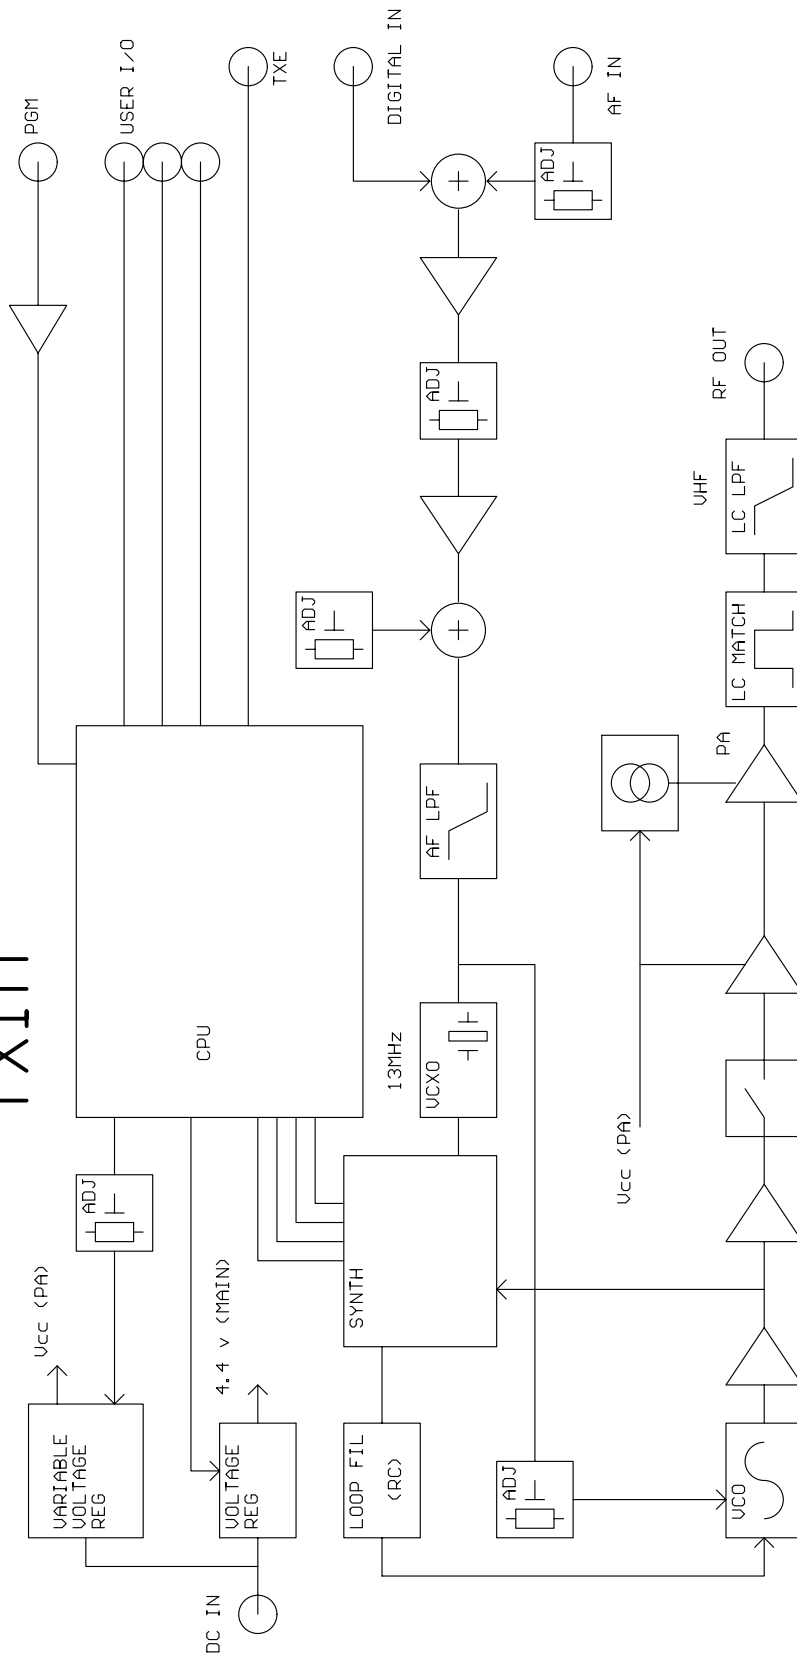 PGM
USER I/O
TXE
DIGITAL IN
AF IN
ADJ
ADJ
ADJ
RF OUT
VHF
LC LPF
LC MATCH
PA
AF LPF
CPU
13MHz
VCXO
ADJ
Vcc (PA)
Vcc (PA)
4.4 v (MAIN)
SYNTH
VARIABLE
VOLTAGE
REG
VOLTAGE
REG
LOOP FIL
(RC)
ADJ
VCO
DC IN